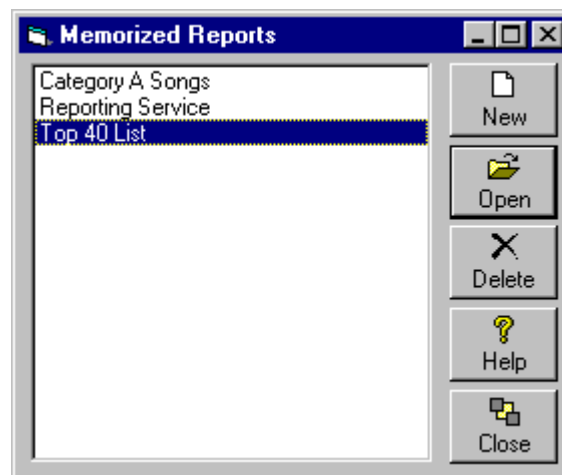 Memorized Reports
Category A Songs
Reporting Service
Top 40 List
New
Open
Delete
Help
Close